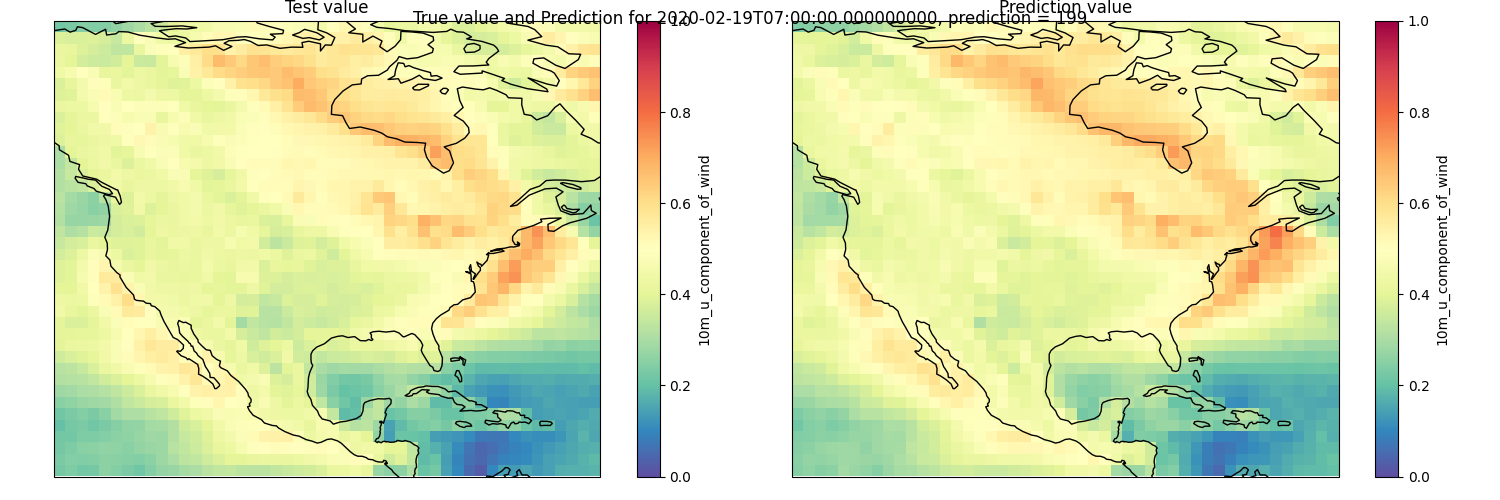 Test value
Prediction value
True value and Prediction for 2020-02-19T07:00:00.000000000, prediction = 199
1.0
0.8
0.6
0.4
0.2
0.0
10m_u_component_of_wind
1.0
0.8
0.6
0.4
0.2
0.0
10m_u_component_of_wind